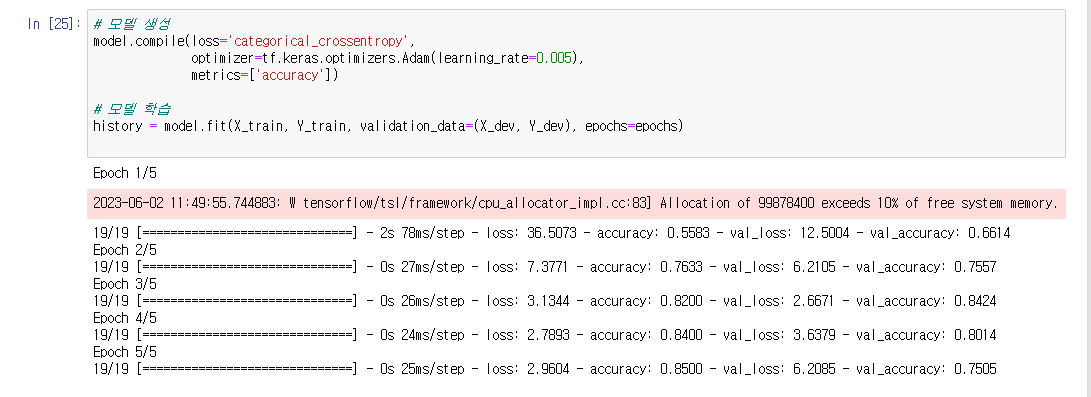 In [25]:
# 모델 생성
model.compile(loss='categorical_crossentropy',
optimizer=tf.keras.optimizers.Adam(learning_rate=0.005),
metrics=['accuracy'])
# 모델 학습
history = model.fit(X_train, Y_train, validation_data=(X_dev, Y_dev), epochs=epochs)
Epoch 1/5
2023-06-02 11:49:55.744883: W tensorflow/tsl/framework/cpu_allocator_impl.cc:83] Allocation of 99878400 exceeds 10% of free system memory.
19/19 [==============================] - 2s 78ms/step - loss: 36.5073 - accuracy: 0.5583 - val_loss: 12.5004 - val_accuracy: 0.6614
Epoch 2/5
19/19 [==============================] - 0s 27ms/step - loss: 7.3771 - accuracy: 0.7633 - val_loss: 6.2105 - val_accuracy: 0.7557
Epoch 3/5
19/19 [==============================] - 0s 26ms/step - loss: 3.1344 - accuracy: 0.8200 - val_loss: 2.6671 - val_accuracy: 0.8424
Epoch 4/5
19/19 [==============================] - 0s 24ms/step - loss: 2.7893 - accuracy: 0.8400 - val_loss: 3.6379 - val_accuracy: 0.8014
Epoch 5/5
19/19 [==============================] - 0s 25ms/step - loss: 2.9604 - accuracy: 0.8500 - val_loss: 6.2085 - val_accuracy: 0.7505